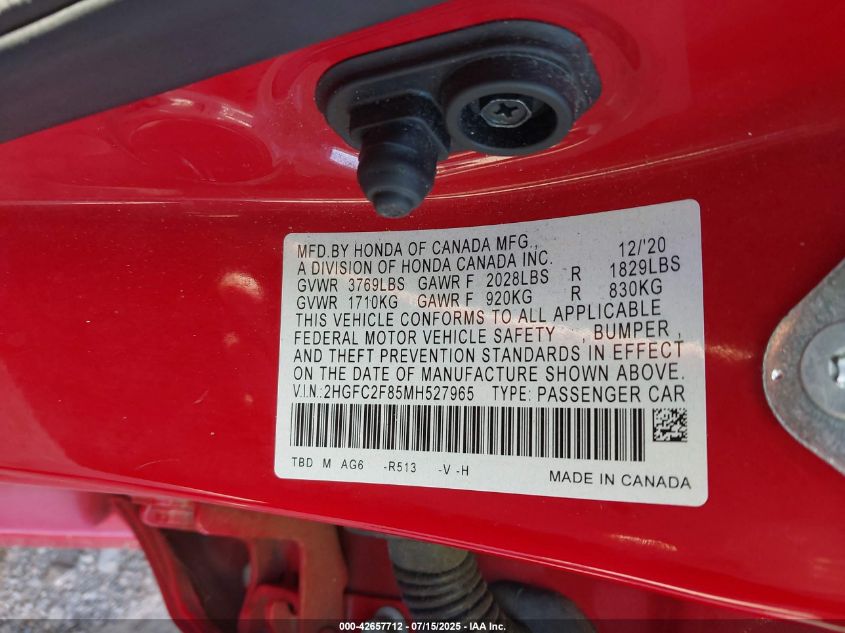 MFD.BY HONDA OF CANADA MFG., 12/'20
A DIVISION OF HONDA CANADA INC.
GVWR 3769LBS GAWR F 2028LBS R 1829LBS
GVWR 1710KG GAWR F 920KG R 830KG
THIS VEHICLE CONFORMS TO ALL APPLICABLE
FEDERAL MOTOR VEHICLE SAFETY , BUMPER ,
AND THEFT PREVENTION STANDARDS IN EFFECT
ON THE DATE OF MANUFACTURE SHOWN ABOVE.
V.I.N.:2HGFC2F85MH527965 TYPE: PASSENGER CAR
TBD M AG6 -R513 -V -H
MADE IN CANADA
000-42657712 - 07/15/2025 - IAA Inc.